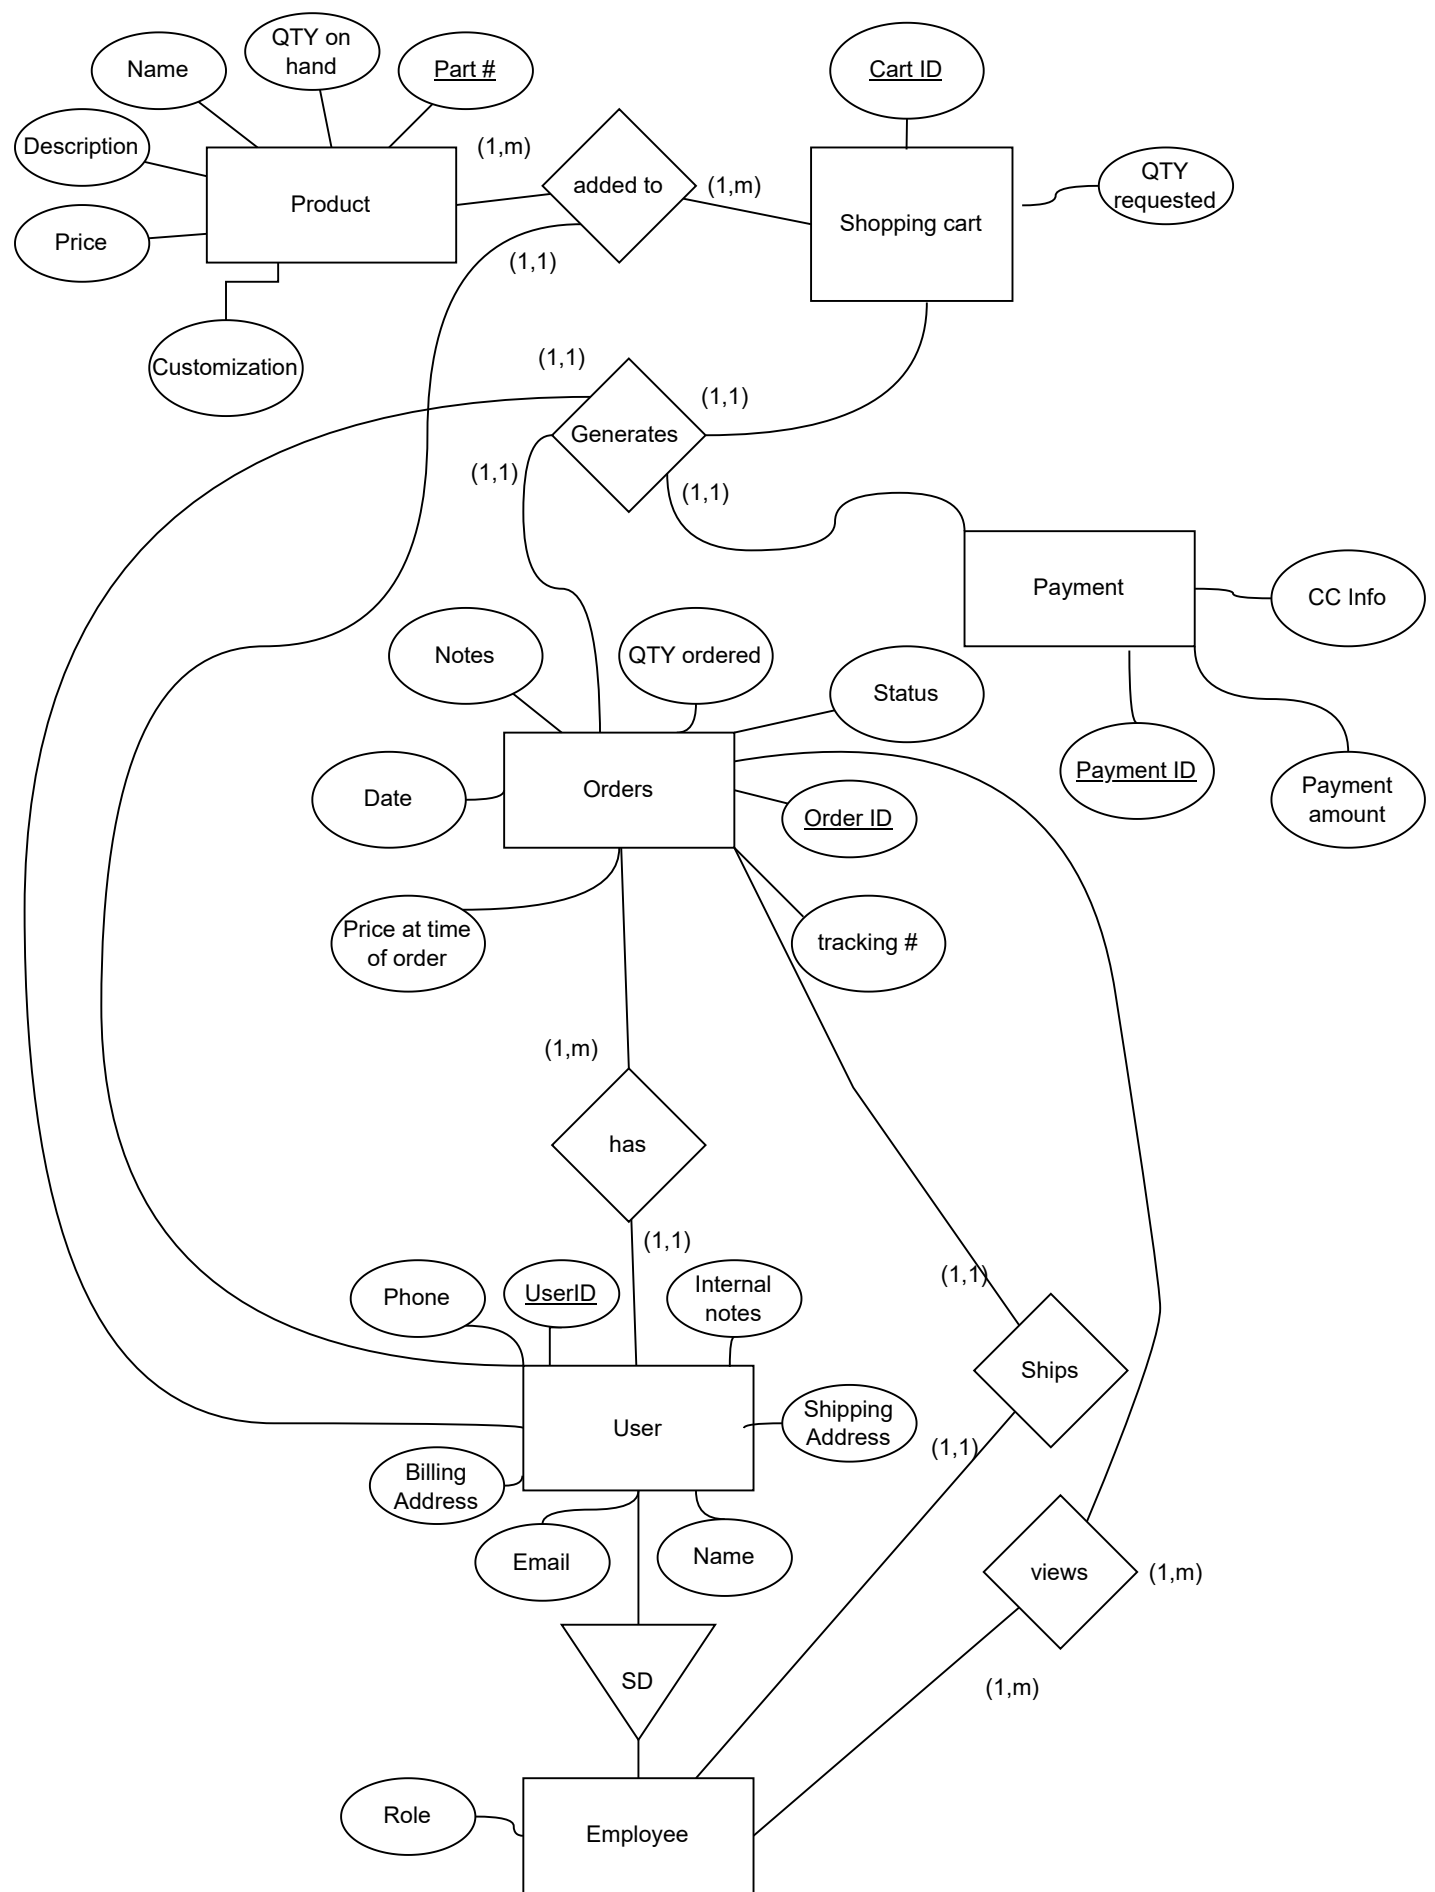 QTY on
hand
Name
Part #
Cart ID
Description
(1,m)
QTY
requested
added to
(1,m)
Product
Shopping cart
Price
(1,1)
(1,1)
Customization
(1,1)
Generates
(1,1)
(1,1)
Payment
CC Info
Notes
QTY ordered
Status
Payment ID
Payment
amount
Date
Orders
Order ID
Price at time
of order
tracking #
(1,m)
has
(1,1)
(1,1)
Phone
UserID
Internal
notes
Ships
User
Shipping
Address
(1,1)
Billing
Address
Email
Name
views
(1,m)
SD
(1,m)
Role
Employee